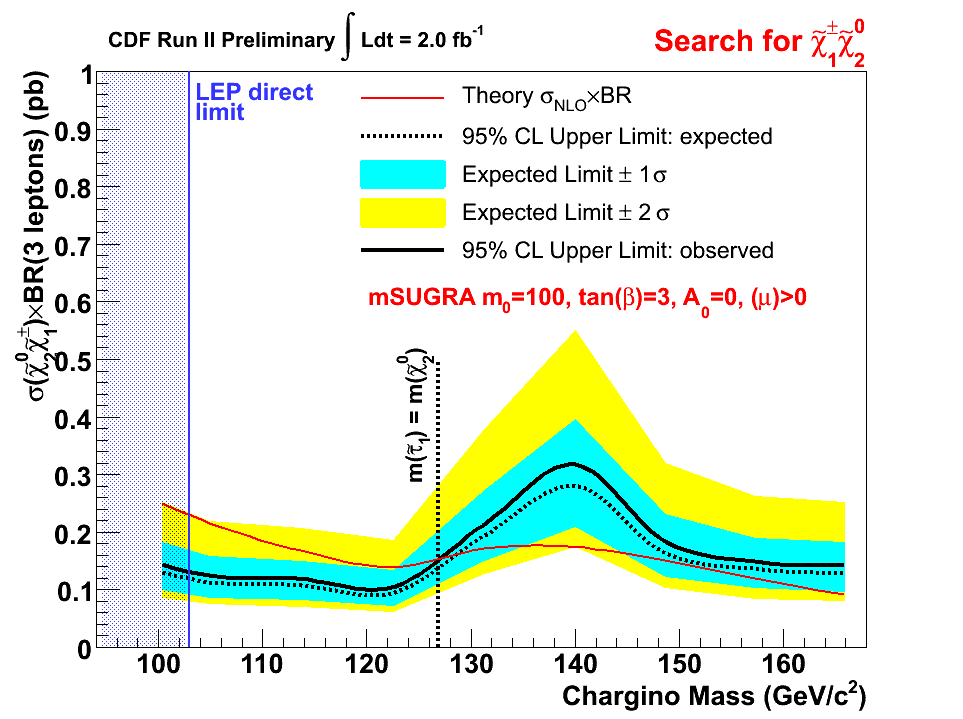 CDF Run II Preliminary ∫ Ldt = 2.0 fb⁻¹
Search for χ̃₁^± χ̃₂⁰
LEP direct
limit
Theory σ_NLO×BR
95% CL Upper Limit: expected
Expected Limit ± 1σ
Expected Limit ± 2 σ
95% CL Upper Limit: observed
mSUGRA m₀=100, tan(β)=3, A₀=0, (μ)>0
m(τ̃₁) = m(χ̃₂⁰)
σ(χ̃₂⁰χ̃₁^±)×BR(3 leptons) (pb)
1
0.9
0.8
0.7
0.6
0.5
0.4
0.3
0.2
0.1
0
100 110 120 130 140 150 160
Chargino Mass (GeV/c²)